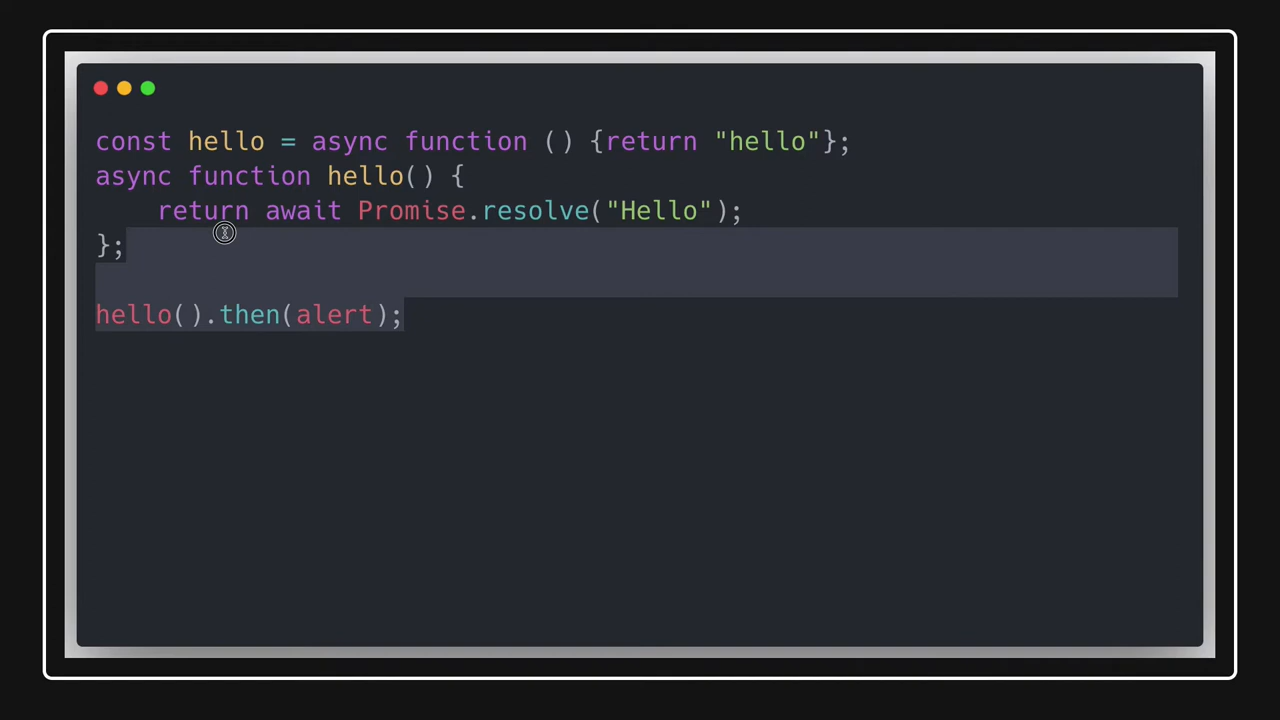 const hello = async function () {return "hello"};
async function hello() {
    return await Promise.resolve("Hello");
};
hello().then(alert);